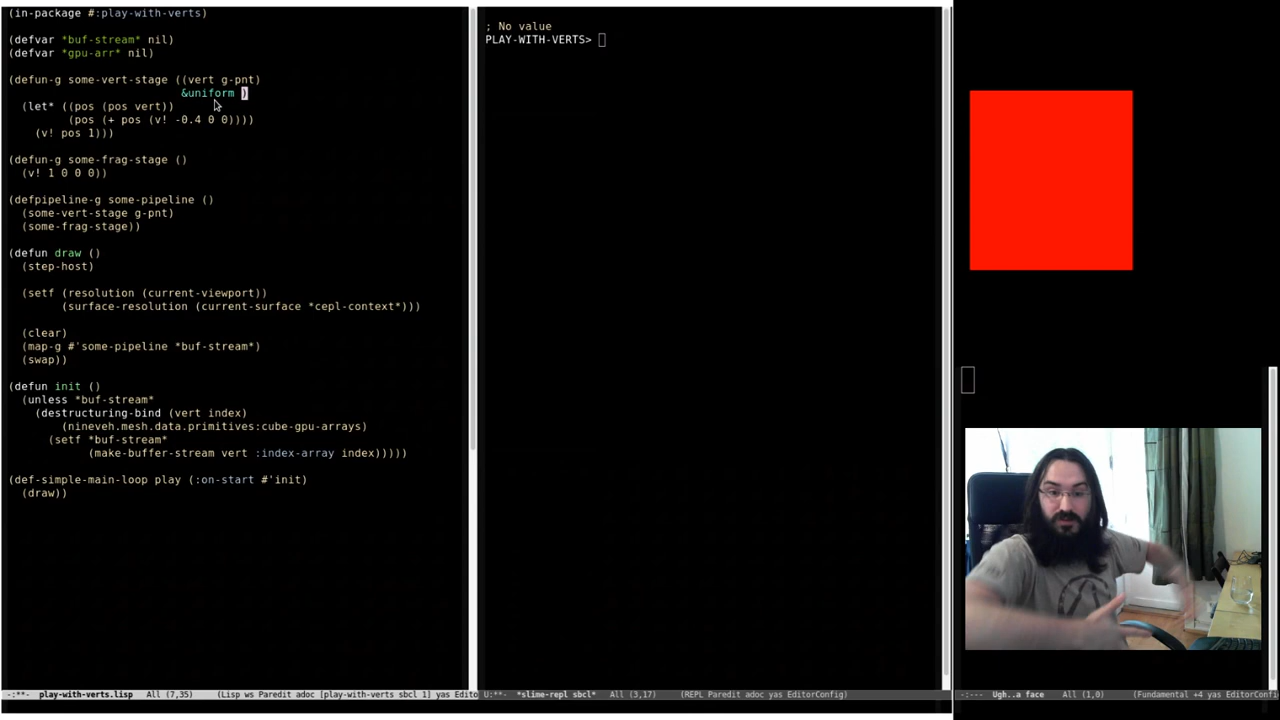 (in-package #:play-with-verts)
(defvar *buf-stream* nil)
(defvar *gpu-arr* nil)
(defun-g some-vert-stage ((vert g-pnt)
&uniform )
(let* ((pos (pos vert))
(pos (+ pos (v! -0.4 0 0))))
(v! pos 1)))
(defun-g some-frag-stage ()
(v! 1 0 0 0))
(defpipeline-g some-pipeline ()
(some-vert-stage g-pnt)
(some-frag-stage))
(defun draw ()
(step-host)
(setf (resolution (current-viewport))
(surface-resolution (current-surface *cepl-context*)))
(clear)
(map-g #'some-pipeline *buf-stream*)
(swap))
(defun init ()
(unless *buf-stream*
(destructuring-bind (vert index)
(nineveh.mesh.data.primitives:cube-gpu-arrays)
(setf *buf-stream*
(make-buffer-stream vert :index-array index)))))
(def-simple-main-loop play (:on-start #'init)
(draw))
-:**- play-with-verts.lisp All (7,35) (Lisp ws Paredit adoc [play-with-verts sbcl 1] yas Edito
; No value
PLAY-WITH-VERTS>
U:**- *slime-repl sbcl* All (3,17) (REPL Paredit adoc yas EditorConfig)
-:--- Ugh..a face All (1,0) (Fundamental +4 yas EditorConfi